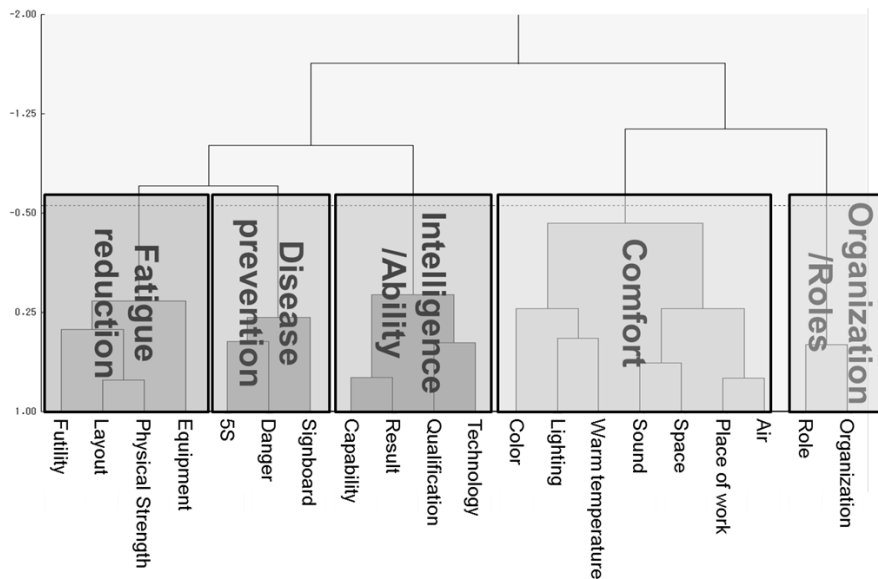 -2.00
-1.25
-0.50
0.25
1.00
Fatigue
reduction
Disease
prevention
Intelligence
/Ability
Comfort
Organization
/Roles
Futility
Layout
Physical Strength
Equipment
5S
Danger
Signboard
Capability
Result
Qualification
Technology
Color
Lighting
Warm temperature
Sound
Space
Place of work
Air
Role
Organization